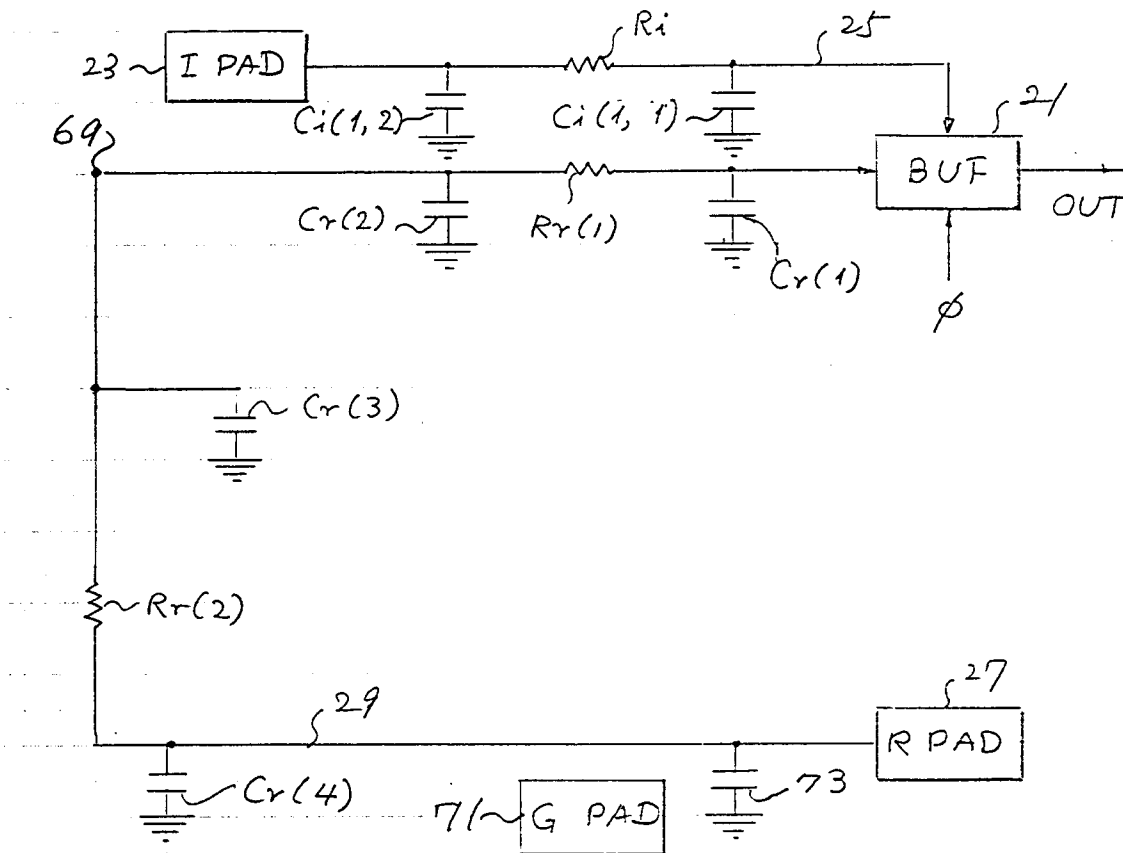 Ri
25
23
I PAD
Ci(1,2)
Ci(1,1)
21
69
BUF
Cr(2)
Rr(1)
OUT
Cr(1)
φ
Cr(3)
Rr(2)
29
27
R PAD
Cr(4)
71
G PAD
73